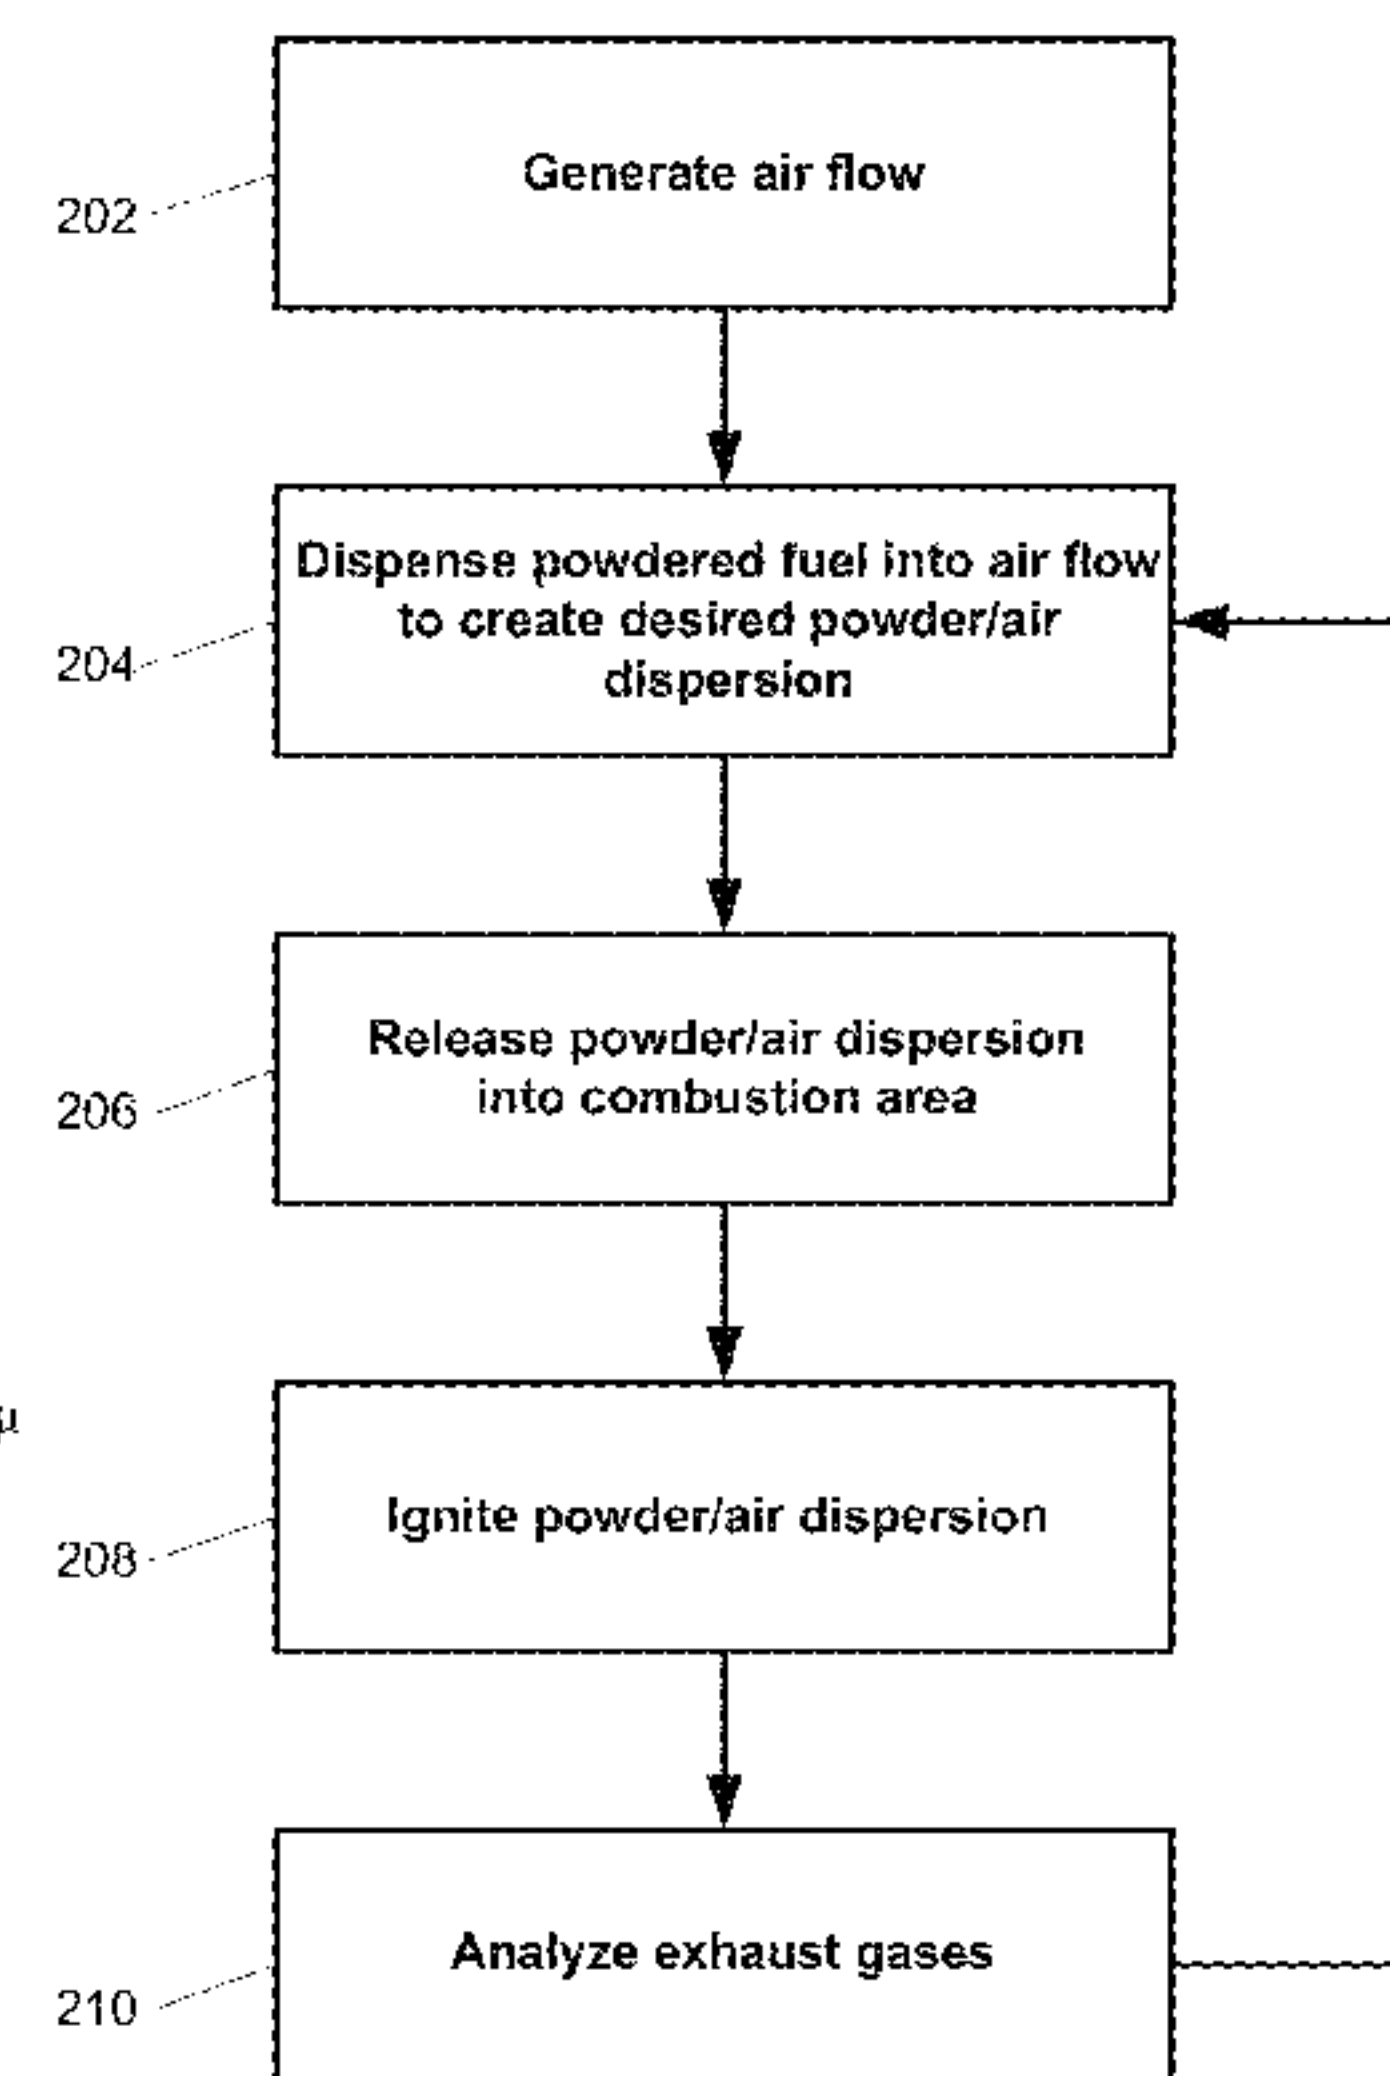 Generate air flow
202
Dispense powdered fuel into air flow
to create desired powder/air
dispersion
204
Release powder/air dispersion
into combustion area
206
Ignite powder/air dispersion
208
Analyze exhaust gases
210